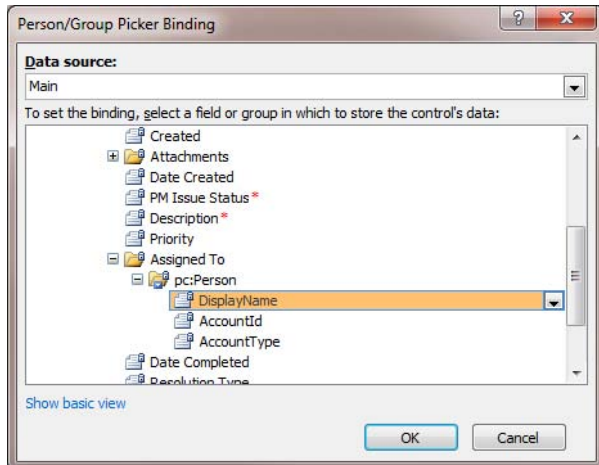 Person/Group Picker Binding
Data source:
Main
To set the binding, select a field or group in which to store the control's data:
Created
Attachments
Date Created
PM Issue Status*
Description*
Priority
Assigned To
pc:Person
DisplayName
AccountId
AccountType
Date Completed
Resolution Type
Show basic view
OK Cancel